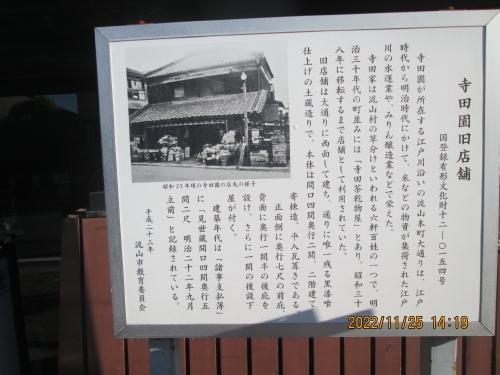 寺田園旧店舗
国登録有形文化財十二―〇一五四号
寺田園が所在する江戸川沿いの流山本町大通りは、江戸
時代から明治時代にかけて、米などの物資が集荷された江戸
川の水運業や、みりん醸造業などで栄えた。
寺田家は流山村の草分けといわれる六軒百姓の一つで、明
治三十年代の町並みには「寺田茶乾物屋」とあり、昭和三十
八年に移転するまで店舗として利用されていた。
旧店舗は大通りに西面して建ち、通りに唯一残る黒漆喰
仕上げの土蔵造りで、本体は間口四間奥行二間、二階建て
寄棟造、平入瓦葺きである
正面側に奥行七尺の前庇、
背面に奥行一間半の後庇を
設け、さらに一間の後設下
屋が付く。
建築年代は「諸事支払簿」
に「見世蔵間口四間奥行五
間二尺 明治二十二年九月
立前」と記録されている。
平成二十三年
流山市教育委員会
昭和23年頃の寺田園の店先の様子
2022/11/25 14:19